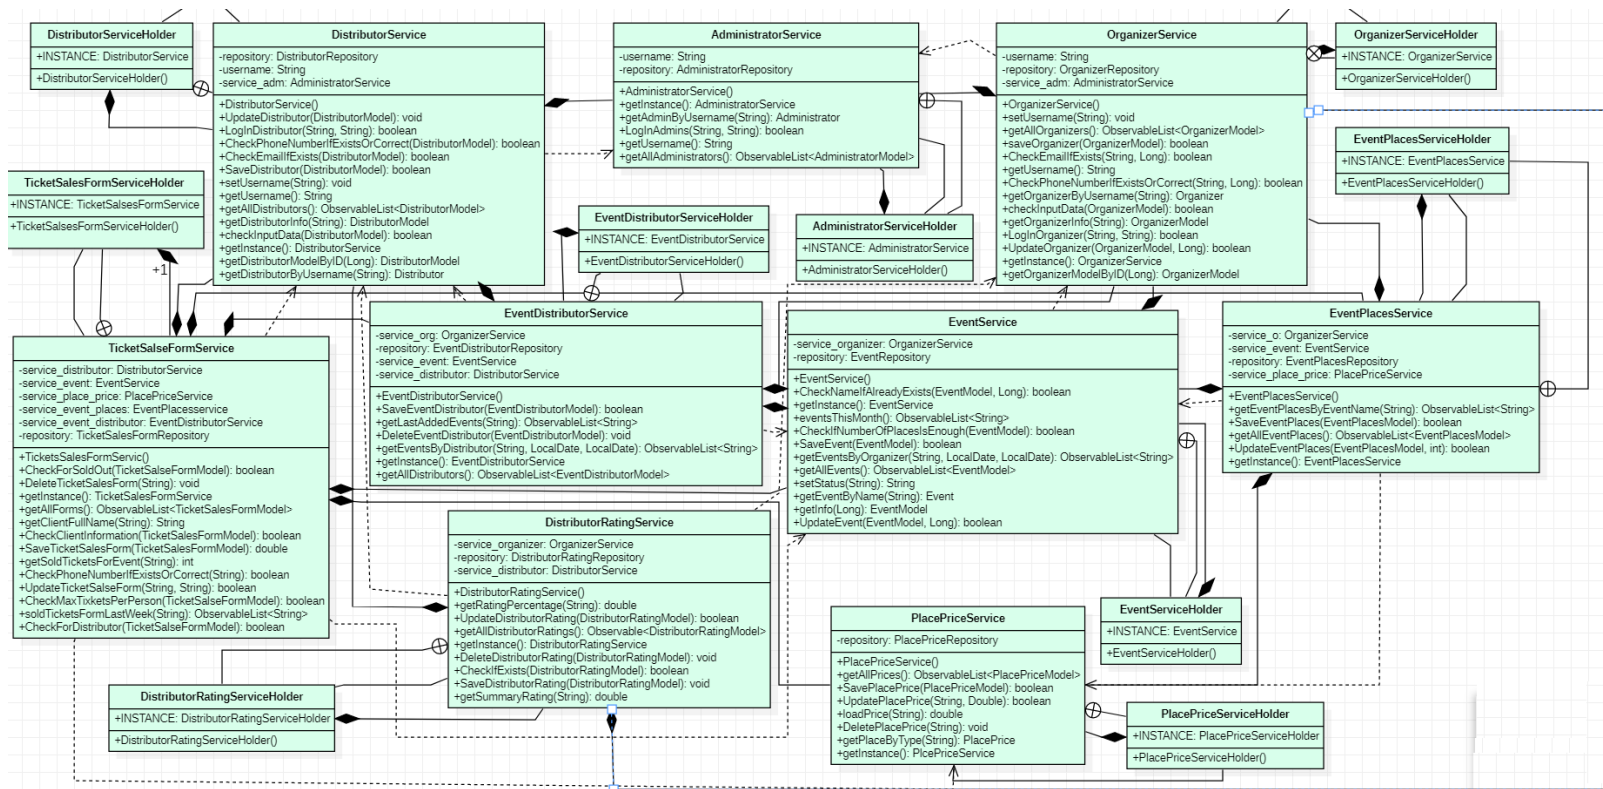 DistributorServiceHolder
+INSTANCE: DistributorService
+DistributorServiceHolder()
DistributorService
-repository: DistributorRepository
-username: String
-service_adm: AdministratorService
+DistributorService()
+UpdateDistributor(DistributorModel): void
+LogInDistributor(String, String): boolean
+CheckPhoneNumberIfExistsOrCorrect(DistributorModel): boolean
+CheckEmailIfExists(DistributorModel): boolean
+SaveDistributor(DistributorModel): boolean
+setUsername(String): void
+getUsername(): String
+getAllDistributors(): ObservableList<DistributorModel>
+getDistributorInfo(String): DistributorModel
+checkInputData(DistributorModel): boolean
+getInstance(): DistributorService
+getDistributorModelByID(Long): DistributorModel
+getDistributorByUsername(String): Distributor
AdministratorService
-username: String
-repository: AdministratorRepository
+AdministratorService()
+getInstance(): AdministratorService
+getAdminByUsername(String): Administrator
+LogInAdmins(String, String): boolean
+getUsername(): String
+getAllAdministrators(): ObservableList<AdministratorModel>
OrganizerService
-username: String
-repository: OrganizerRepository
-service_adm: AdministratorService
+OrganizerService()
+setUsername(String): void
+getAllOrganizers(): ObservableList<OrganizerModel>
+saveOrganizer(OrganizerModel): boolean
+CheckEmailIfExists(String, Long): boolean
+getUsername(): String
+CheckPhoneNumberIfExistsOrCorrect(String, Long): boolean
+getOrganizerByUsername(String): Organizer
+checkInputData(OrganizerModel): boolean
+getOrganizerInfo(String): OrganizerModel
+LogInOrganizer(String, String): boolean
+UpdateOrganizer(OrganizerModel, Long): boolean
+getInstance(): OrganizerService
+getOrganizerModelByID(Long): OrganizerModel
OrganizerServiceHolder
+INSTANCE: OrganizerService
+OrganizerServiceHolder()
EventPlacesServiceHolder
+INSTANCE: EventPlacesService
+EventPlacesServiceHolder()
TicketSalesFormServiceHolder
+INSTANCE: TicketSalsesFormService
+TicketSalsesFormServiceHolder()
+1
EventDistributorServiceHolder
+INSTANCE: EventDistributorService
+EventDistributorServiceHolder()
AdministratorServiceHolder
+INSTANCE: AdministratorService
+AdministratorServiceHolder()
TicketSalseFormService
-service_distributor: DistributorService
-service_event: EventService
-service_place_price: PlacePriceService
-service_event_places: EventPlacesservice
-service_event_distributor: EventDistributorService
-repository: TicketSalesFormRepository
+TicketsSalesFormServic()
+CheckForSoldOut(TicketSalseFormModel): boolean
+DeleteTicketSalesForm(String): void
+getInstance(): TicketSalesFormService
+getAllForms(): ObservableList<TicketSalesFormModel>
+getClientFullName(String): String
+CheckClientInformation(TicketSalesFormModel): boolean
+SaveTicketSalesForm(TicketSalesFormModel): double
+getSoldTicketsForEvent(String): int
+CheckPhoneNumberIfExistsOrCorrect(String): boolean
+UpdateTicketSalseForm(String, String): boolean
+CheckMaxTixketsPerPerson(TicketSalseFormModel): boolean
+soldTicketsFormLastWeek(String): ObservableList<String>
+CheckForDistributor(TicketSalseFormModel): boolean
EventDistributorService
-service_org: OrganizerService
-repository: EventDistributorRepository
-service_event: EventService
-service_distributor: DistributorService
+EventDistributorService()
+SaveEventDistributor(EventDistributorModel): boolean
+getLastAddedEvents(String): ObservableList<String>
+DeleteEventDistributor(EventDistributorModel): void
+getEventsByDistributor(String, LocalDate, LocalDate): ObservableList<String>
+getInstance(): EventDistributorService
+getAllDistributors(): ObservableList<EventDistributorModel>
EventService
-service_organizer: OrganizerService
-repository: EventRepository
+EventService()
+CheckNameIfAlreadyExists(EventModel, Long): boolean
+getInstance(): EventService
+eventsThisMonth(): ObservableList<String>
+CheckIfNumberOfPlacesIsEnough(EventModel): boolean
+SaveEvent(EventModel): boolean
+getEventsByOrganizer(String, LocalDate, LocalDate): ObservableList<String>
+getAllEvents(): ObservableList<EventModel>
+setStatus(String): String
+getEventByName(String): Event
+getInfo(Long): EventModel
+UpdateEvent(EventModel, Long): boolean
EventPlacesService
-service_o: OrganizerService
-service_event: EventService
-repository: EventPlacesRepository
-service_place_price: PlacePriceService
+EventPlacesService()
+getEventPlacesByEventName(String): ObservableList<String>
+SaveEventPlaces(EventPlacesModel): boolean
+getAllEventPlaces(): ObservableList<EventPlacesModel>
+UpdateEventPlaces(EventPlacesModel, int): boolean
+getInstance(): EventPlacesService
DistributorRatingService
-service_organizer: OrganizerService
-repository: DistributorRatingRepository
-service_distributor: DistributorService
+DistributorRatingService()
+getRatingPercentage(String): double
+UpdateDistributorRating(DistributorRatingModel): boolean
+getAllDistributorRatings(): Observable<DistributorRatingModel>
+getInstance(): DistributorRatingService
+DeleteDistributorRating(DistributorRatingModel): void
+CheckIfExists(DistributorRatingModel): boolean
+SaveDistributorRating(DistributorRatingModel): void
+getSummaryRating(String): double
DistributorRatingServiceHolder
+INSTANCE: DistributorRatingServiceHolder
+DistributorRatingServiceHolder()
PlacePriceService
-repository: PlacePriceRepository
+PlacePriceService()
+getAllPrices(): ObservableList<PlacePriceModel>
+SavePlacePrice(PlacePriceModel): boolean
+UpdatePlacePrice(String, Double): boolean
+loadPrice(String): double
+DeletePlacePrice(String): void
+getPlaceByType(String): PlacePrice
+getInstance(): PlcePriceService
EventServiceHolder
+INSTANCE: EventService
+EventServiceHolder()
PlacePriceServiceHolder
+INSTANCE: PlacePriceServiceHolder
+PlacePriceServiceHolder()